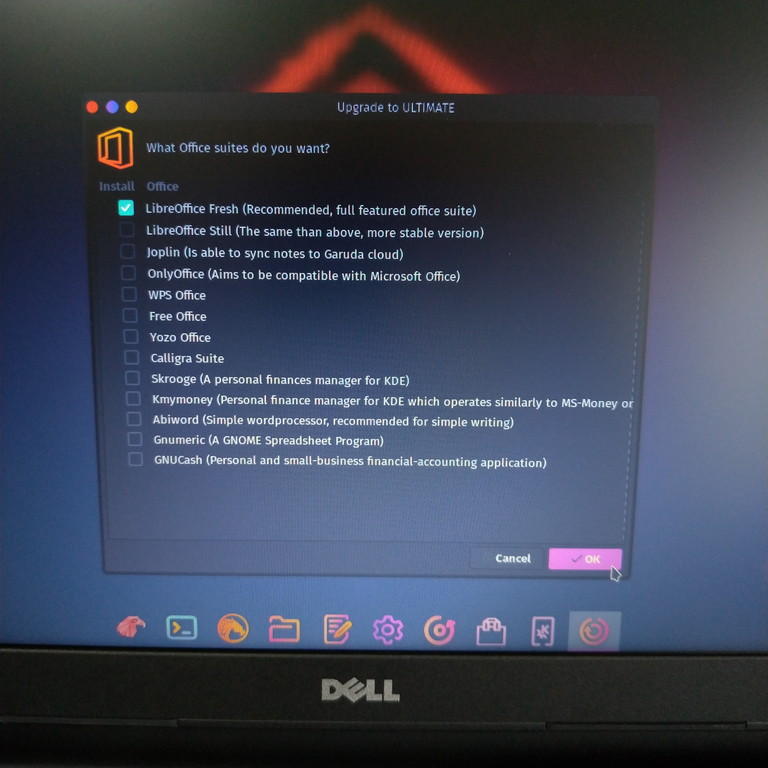 Upgrade to ULTIMATE
What Office suites do you want?
Install Office
LibreOffice Fresh (Recommended, full featured office suite)
LibreOffice Still (The same than above, more stable version)
Joplin (Is able to sync notes to Garuda cloud)
OnlyOffice (Aims to be compatible with Microsoft Office)
WPS Office
Free Office
Yozo Office
Calligra Suite
Skrooge (A personal finances manager for KDE)
Kmymoney (Personal finance manager for KDE which operates similarly to MS-Money or
Abiword (Simple wordprocessor, recommended for simple writing)
Gnumeric (A GNOME Spreadsheet Program)
GNUCash (Personal and small-business financial-accounting application)
Cancel OK
DELL